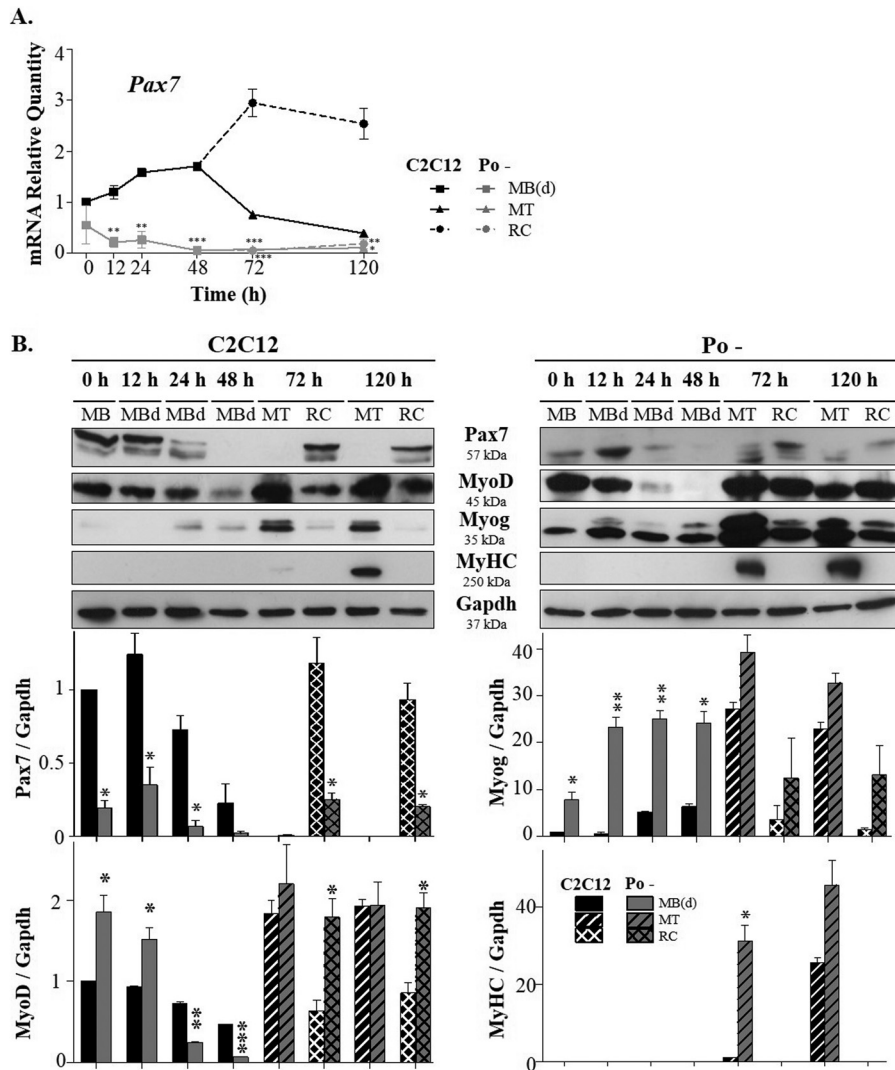 A.
mRNA Relative Quantity
4
3
2
1
0
Pax7
** ** *** *** *** ** *
0 12 24 48 72 120
Time (h)
C2C12 Po -
MB(d)
MT
RC
B.
C2C12
0 h 12 h 24 h 48 h 72 h 120 h
MB MBd MBd MBd MT RC MT RC
Po -
0 h 12 h 24 h 48 h 72 h 120 h
MB MBd MBd MBd MT RC MT RC
Pax7
57 kDa
MyoD
45 kDa
Myog
35 kDa
MyHC
250 kDa
Gapdh
37 kDa
Pax7 / Gapdh
1
0.5
0
* * * * *
Myog / Gapdh
40
30
20
10
0
* ** ** *
MyoD / Gapdh
2
1
0
* * ** *** * *
MyHC / Gapdh
40
20
0
*
C2C12 Po -
MB(d)
MT
RC